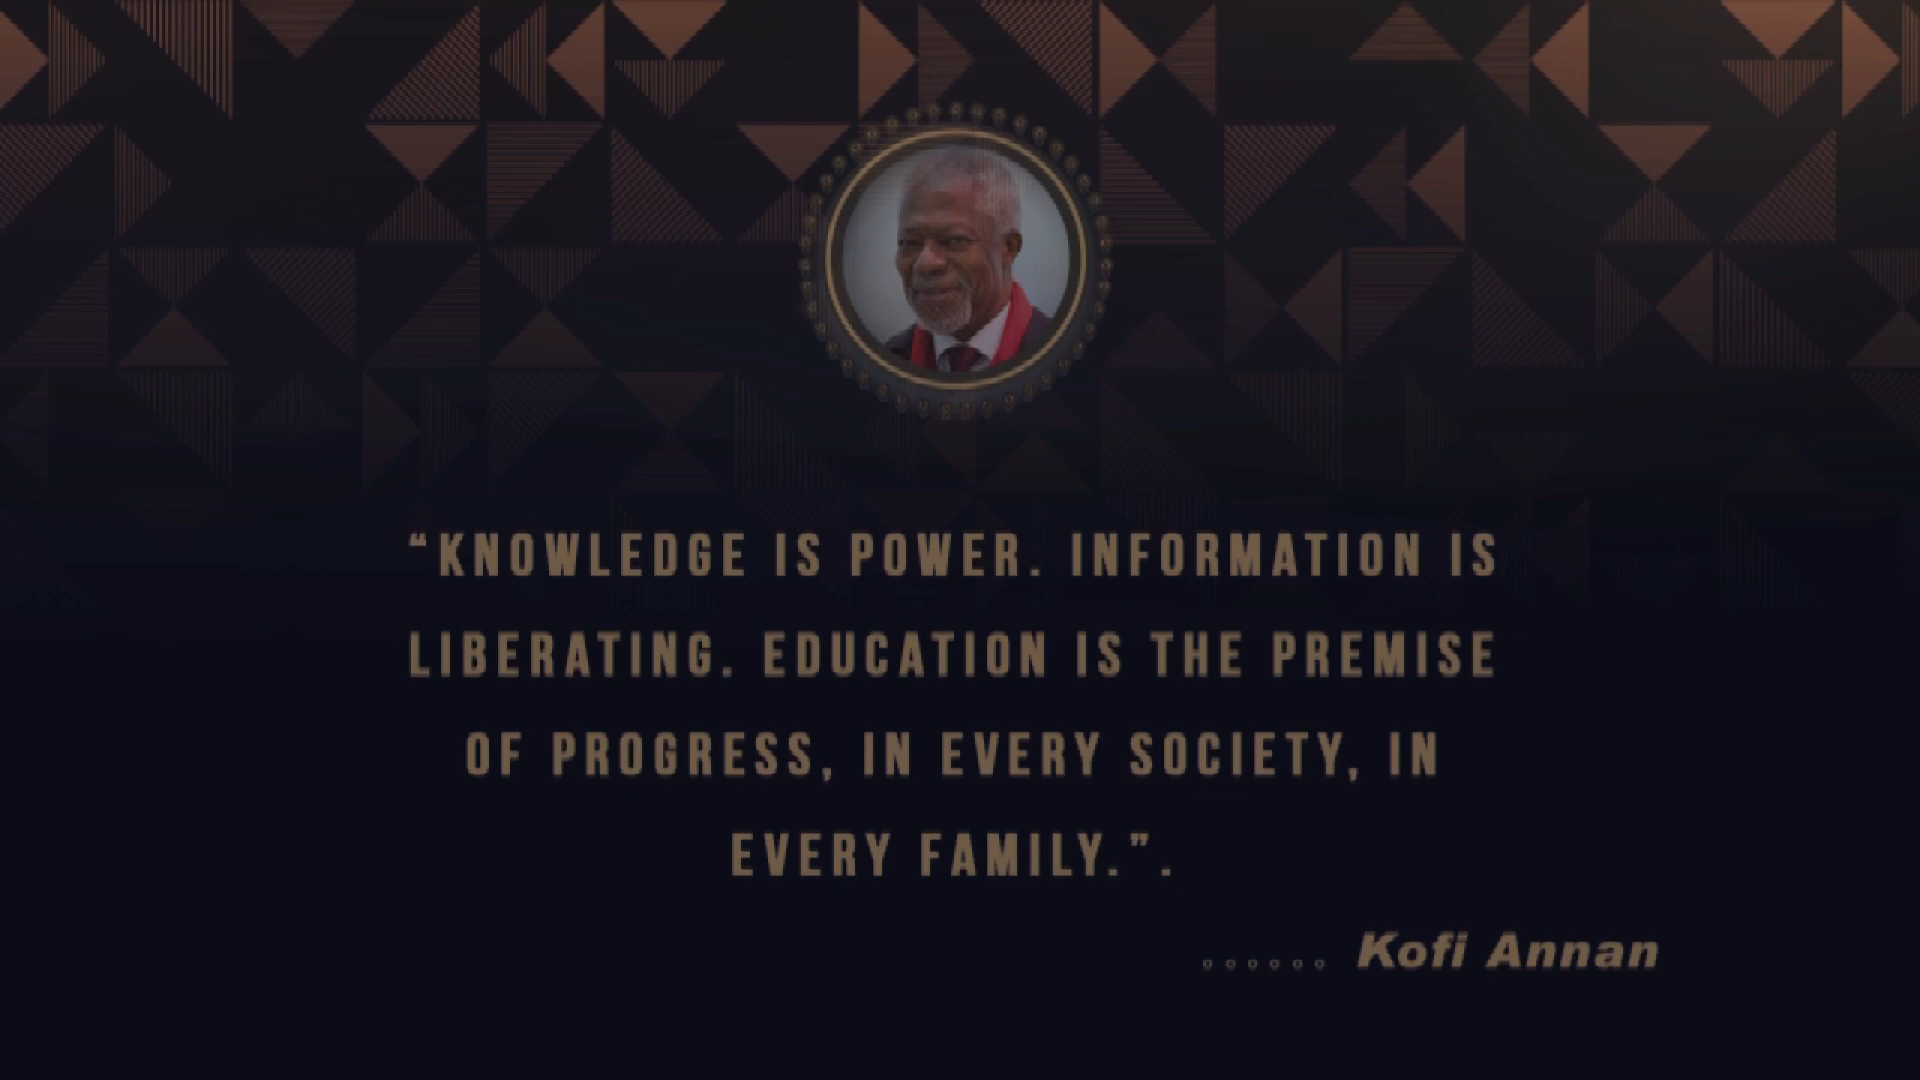 “KNOWLEDGE IS POWER. INFORMATION IS
LIBERATING. EDUCATION IS THE PREMISE
OF PROGRESS, IN EVERY SOCIETY, IN
EVERY FAMILY.”.
...... Kofi Annan